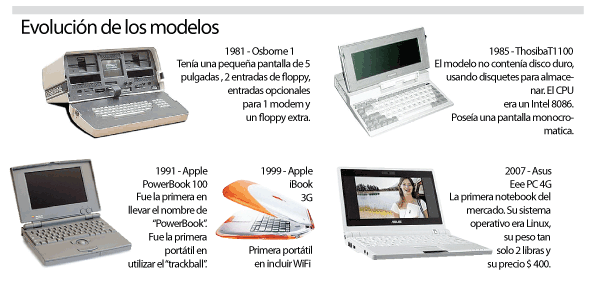 Evolución de los modelos
1981 - Osborne 1
Tenía una pequeña pantalla de 5
pulgadas , 2 entradas de floppy,
entradas opcionales
para 1 modem y
un floppy extra.
1985 - ThosibaT1100
El modelo no contenía disco duro,
usando disquetes para almace-
nar. El CPU
era un Intel 8086.
Poseía una pantalla monocro-
matica.
1991 - Apple
PowerBook 100
Fue la primera en
llevar el nombre de
“PowerBook”.
Fue la primera
portátil en
utilizar el “trackball”.
1999 - Apple
iBook
3G
Primera portátil
en incluir WiFi
2007 - Asus
Eee PC 4G
La primera notebook del
mercado. Su sistema
operativo era Linux,
su peso tan
solo 2 libras y
su precio $ 400.
ASUS